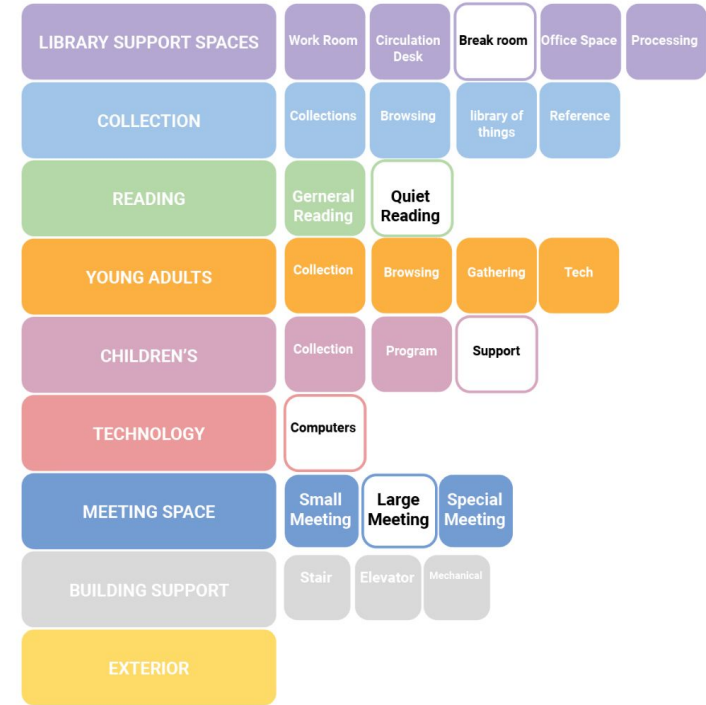 LIBRARY SUPPORT SPACES
Work Room
Circulation
Desk
Break room
Office Space
Processing
COLLECTION
Collections
Browsing
library of
things
Reference
READING
Gerneral
Reading
Quiet
Reading
YOUNG ADULTS
Collection
Browsing
Gathering
Tech
CHILDREN'S
Collection
Program
Support
TECHNOLOGY
Computers
MEETING SPACE
Small
Meeting
Large
Meeting
Special
Meeting
BUILDING SUPPORT
Stair
Elevator
Mechanical
EXTERIOR